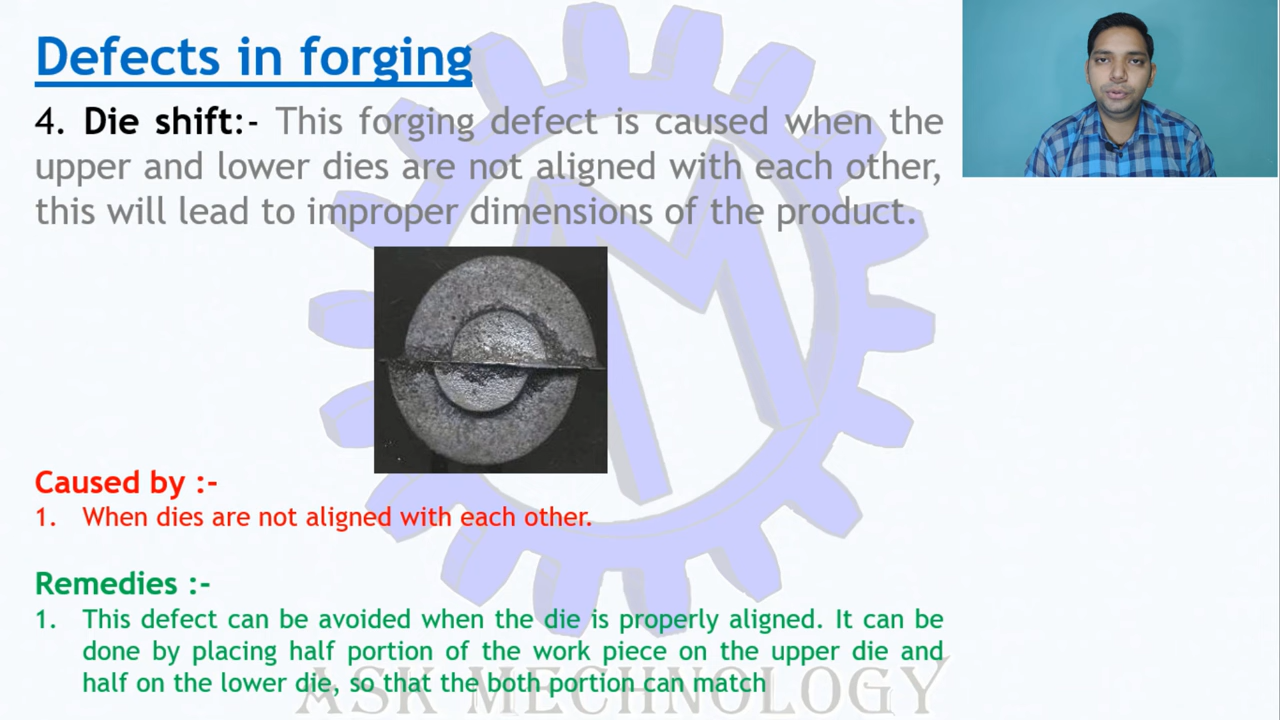 Defects in forging
4. Die shift:- This forging defect is caused when the
upper and lower dies are not aligned with each other,
this will lead to improper dimensions of the product.
Caused by :-
1. When dies are not aligned with each other.
Remedies :-
1. This defect can be avoided when the die is properly aligned. It can be
done by placing half portion of the work piece on the upper die and
half on the lower die, so that the both portion can match
ASK MECHNOLOGY